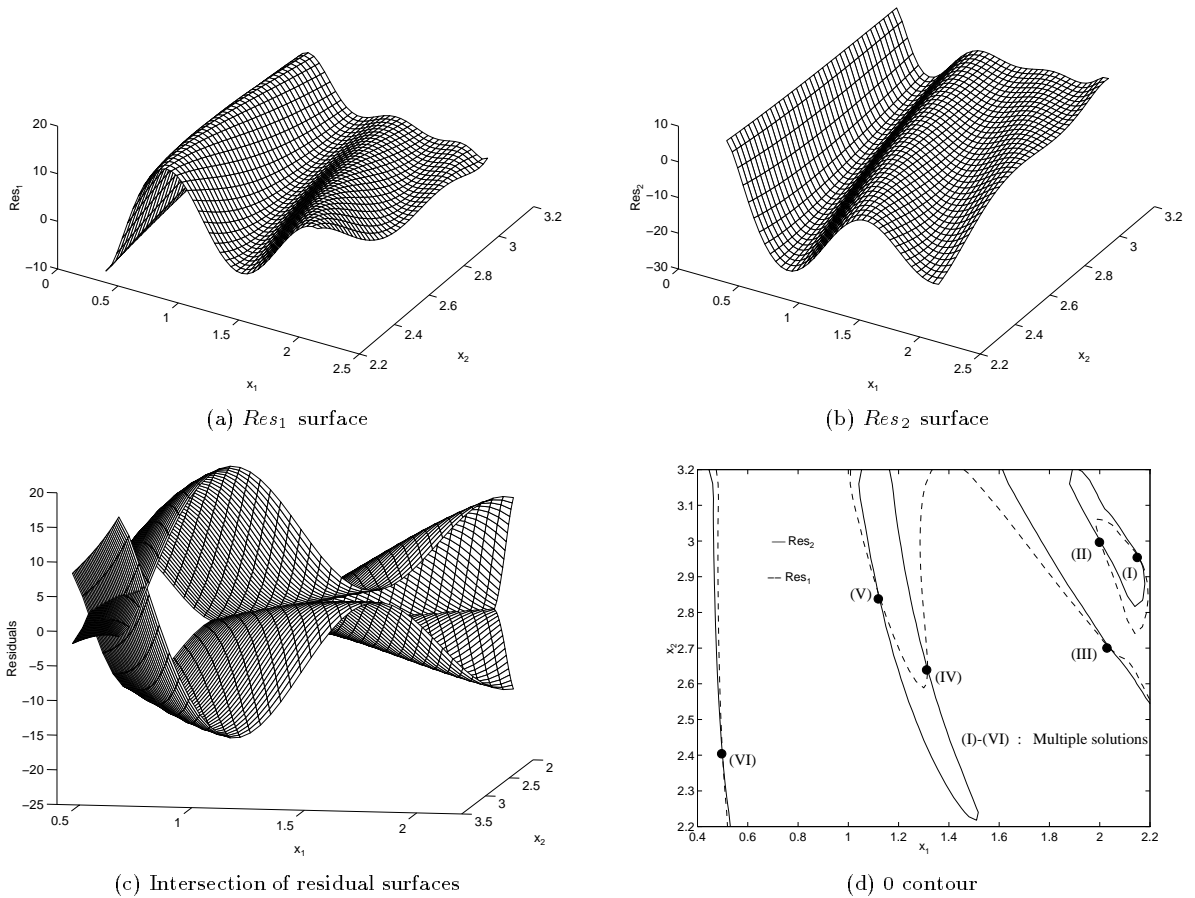 20
10
0
−10
Res1
0
0.5
1
1.5
2
2.5
x1
2.2
2.4
2.6
2.8
3
3.2
x2
(a) Res1 surface
10
0
−10
−20
−30
Res2
0
0.5
1
1.5
2
2.5
x1
2.2
2.4
2.6
2.8
3
3.2
x2
(b) Res2 surface
20
15
10
5
0
−5
−10
−15
−20
−25
Residuals
0.5
1
1.5
2
x1
3.5
3
2.5
2
x2
(c) Intersection of residual surfaces
3.2
3
2.9
2.8
2.7
2.6
2.5
2.4
2.3
2.2
x2
— Res2
-- Res1
(I)
(II)
(III)
(IV)
(V)
(VI)
(I)-(VI) : Multiple solutions
0.4
0.6
0.8
1
1.2
1.4
1.6
1.8
2
2.2
x1
(d) 0 contour